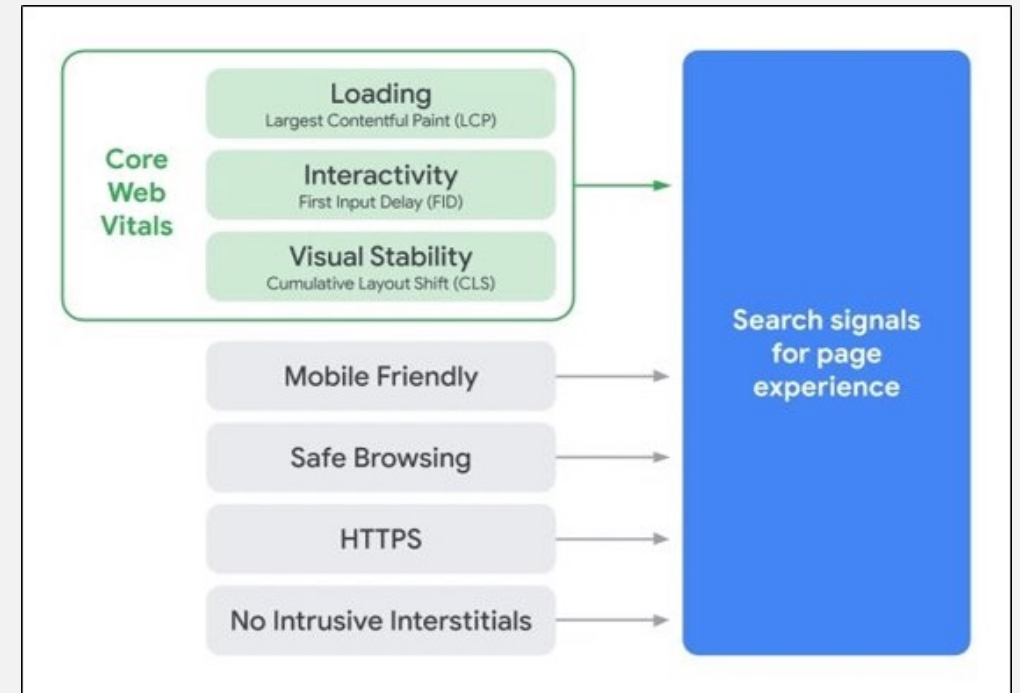 Core
Web
Vitals
Loading
Largest Contentful Paint (LCP)
Interactivity
First Input Delay (FID)
Visual Stability
Cumulative Layout Shift (CLS)
Mobile Friendly
Safe Browsing
HTTPS
No Intrusive Interstitials
Search signals
for page
experience